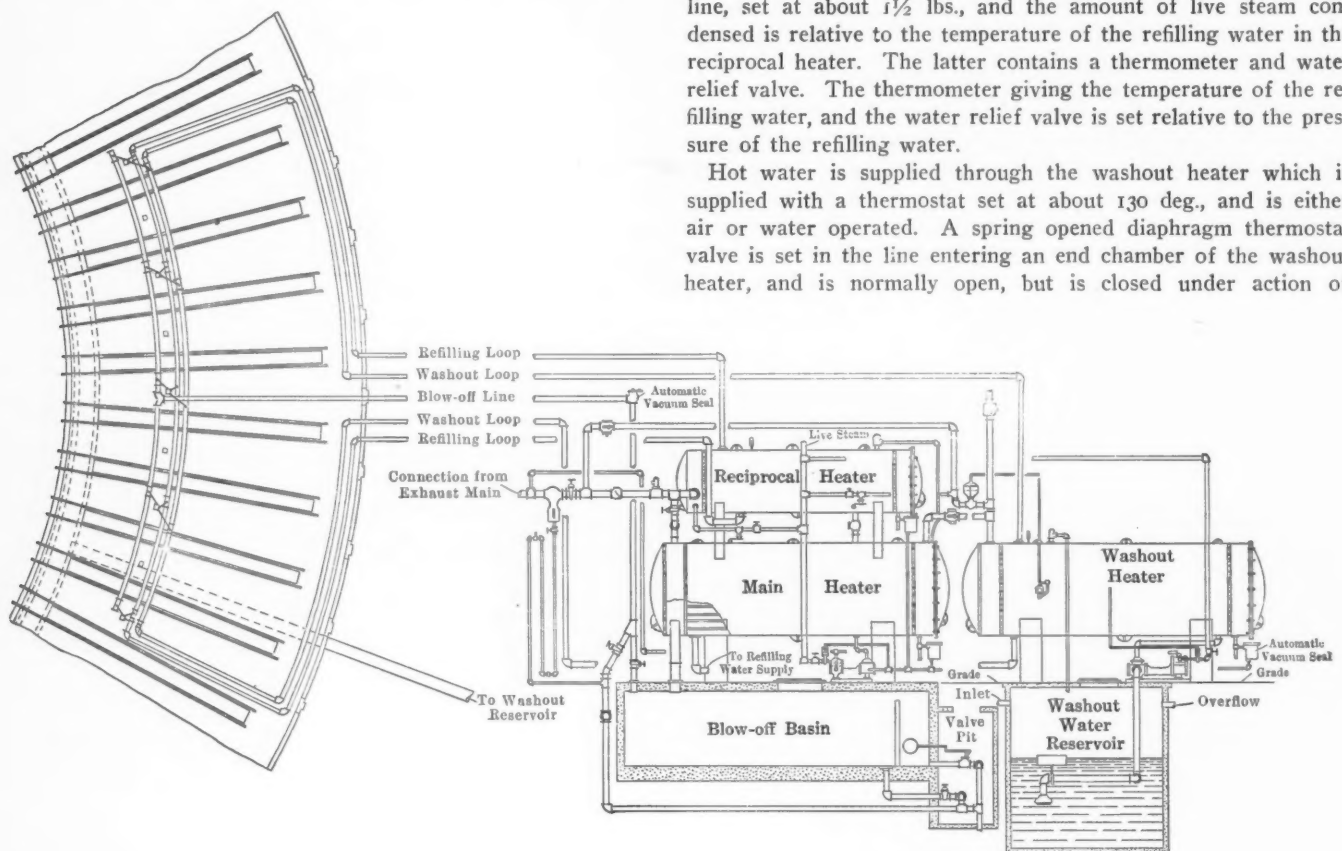 line, set at about 1½ lbs., and the amount of live steam con
densed is relative to the temperature of the refilling water in th
reciprocal heater. The latter contains a thermometer and wate
relief valve. The thermometer giving the temperature of the re
filling water, and the water relief valve is set relative to the pres
sure of the refilling water.
Hot water is supplied through the washout heater which i
supplied with a thermostat set at about 130 deg., and is eithe
air or water operated. A spring opened diaphragm thermosta
valve is set in the line entering an end chamber of the washou
heater, and is normally open, but is closed under action o
Refilling Loop
Washout Loop
Blow-off Line
Automatic
Vacuum Seal
Washout Loop
Refilling Loop
Live Steam
Connection from
Exhaust Main
Reciprocal Heater
Main Heater
Washout
Heater
To Refilling
Water Supply
Automatic
Vacuum Seal
Grade
Grade
To Washout
Reservoir
Inlet
Overflow
Blow-off Basin
Valve
Pit
Washout
Water
Reservoir